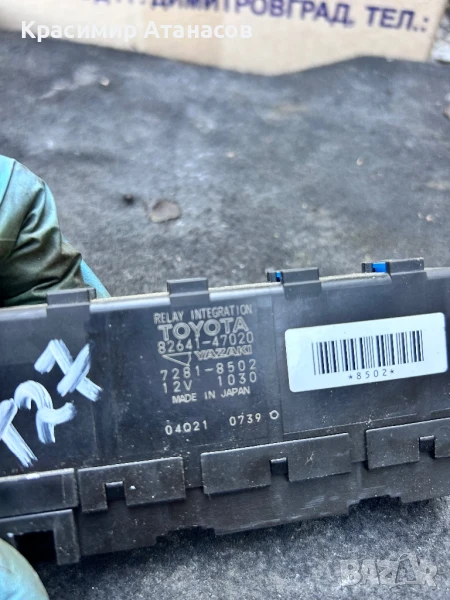 ДИМИТРОВГРАД, ТЕЛ.:
Красимир Атанасов
RELAY INTEGRATION
TOYOTA
82641-47020
YAZAKI
7281-8502
12V 1030
MADE IN JAPAN
04021 0739
*8502*
BAZAR